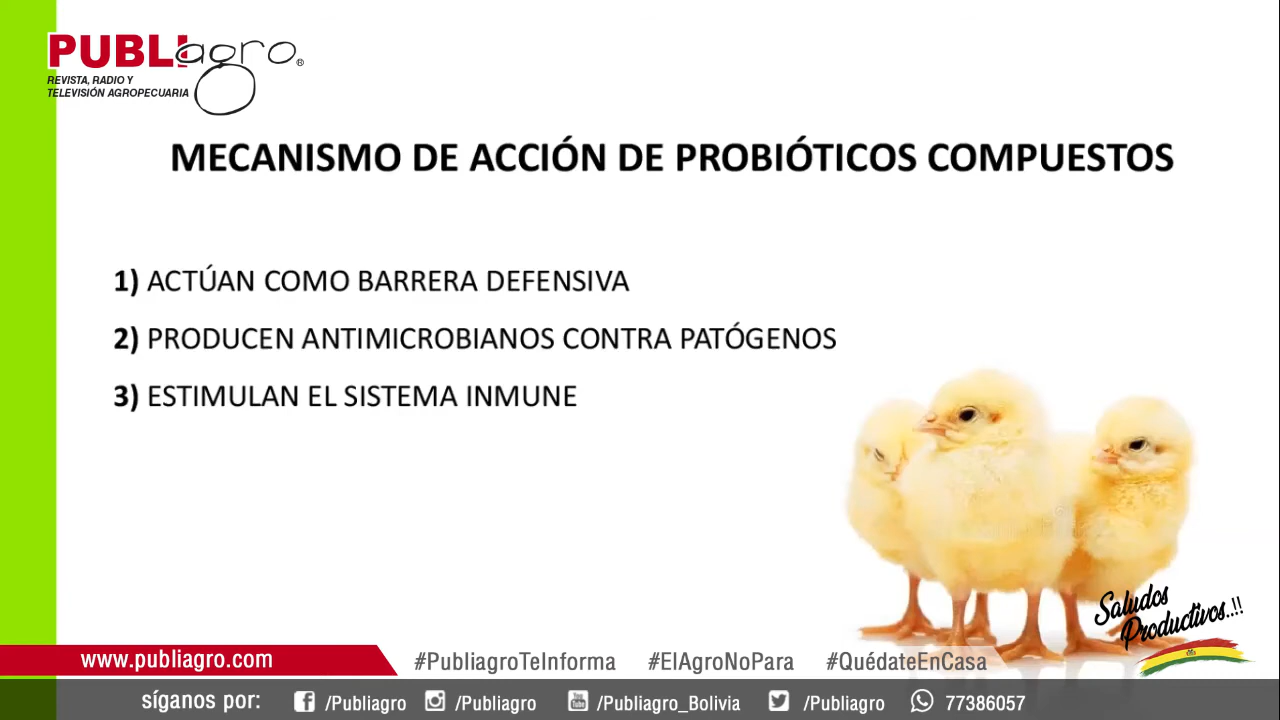 PUBLIagro®
REVISTA, RADIO Y
TELEVISIÓN AGROPECUARIA
MECANISMO DE ACCIÓN DE PROBIÓTICOS COMPUESTOS
1) ACTÚAN COMO BARRERA DEFENSIVA
2) PRODUCEN ANTIMICROBIANOS CONTRA PATÓGENOS
3) ESTIMULAN EL SISTEMA INMUNE
Saludos
Productivos..!!
www.publiagro.com
#PubliagroTeInforma #ElAgroNoPara #QuédateEnCasa
síganos por: /Publiagro /Publiagro You Tube /Publiagro_Bolivia /Publiagro 77386057